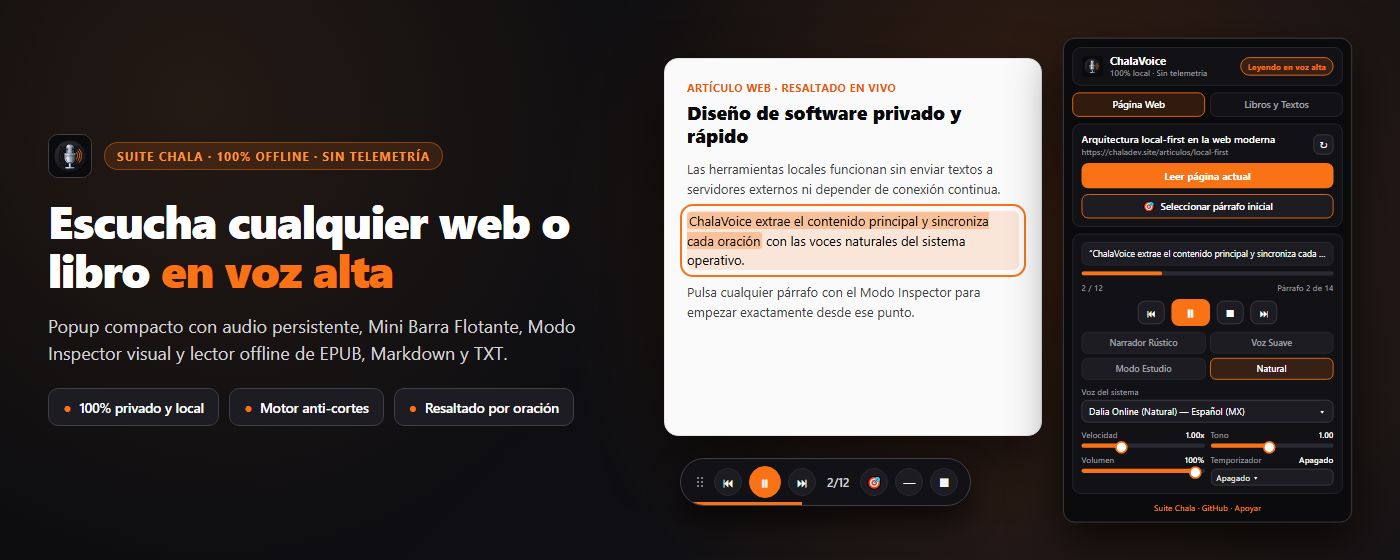 SUITE CHALA · 100% OFFLINE · SIN TELEMETRÍA
Escucha cualquier web o
libro en voz alta
Popup compacto con audio persistente, Mini Barra Flotante, Modo
Inspector visual y lector offline de EPUB, Markdown y TXT.
100% privado y local
Motor anti-cortes
Resaltado por oración
ARTÍCULO WEB · RESALTADO EN VIVO
Diseño de software privado y
rápido
Las herramientas locales funcionan sin enviar textos a
servidores externos ni depender de conexión continua.
ChalaVoice extrae el contenido principal y sincroniza
cada oración con las voces naturales del sistema
operativo.
Pulsa cualquier párrafo con el Modo Inspector para
empezar exactamente desde ese punto.
2/12
ChalaVoice
100% local · Sin telemetría
Leyendo en voz alta
Página Web
Libros y Textos
Arquitectura local-first en la web moderna
https://chaladev.site/articulos/local-first
Leer página actual
Seleccionar párrafo inicial
"ChalaVoice extrae el contenido principal y sincroniza cada ...
2 / 12
Párrafo 2 de 14
Narrador Rústico
Voz Suave
Modo Estudio
Natural
Voz del sistema
Dalia Online (Natural) — Español (MX)
Velocidad 1.00x
Tono 1.00
Volumen 100%
Temporizador Apagado
Apagado
Suite Chala · GitHub · Apoyar